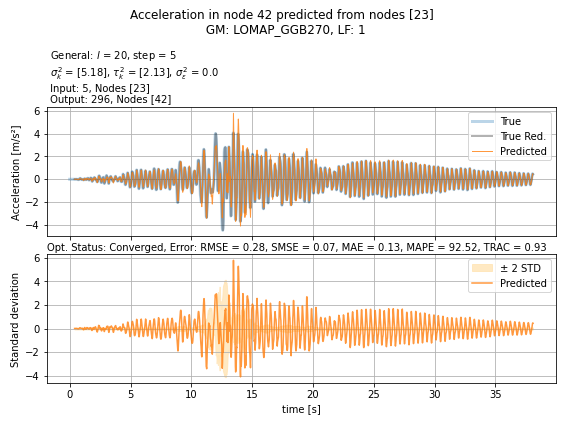 Acceleration in node 42 predicted from nodes [23]
GM: LOMAP_GGB270, LF: 1
General: l = 20, step = 5
σ²ₖ = [5.18], τ²ₖ = [2.13], σ²ₑ = 0.0
Input: 5, Nodes [23]
Output: 296, Nodes [42]
6
4
2
0
−2
−4
Acceleration [m/s²]
True
True Red.
Predicted
Opt. Status: Converged, Error: RMSE = 0.28, SMSE = 0.07, MAE = 0.13, MAPE = 92.52, TRAC = 0.93
6
4
2
0
−2
−4
Standard deviation
± 2 STD
Predicted
0 5 10 15 20 25 30 35
time [s]